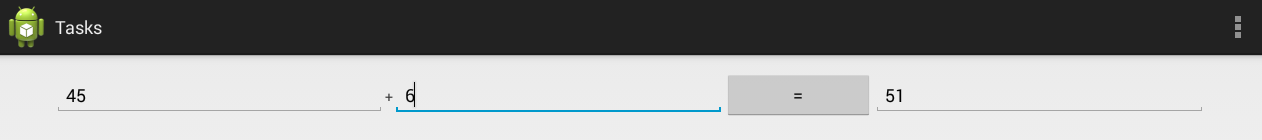 Tasks
45 + 6 = 51